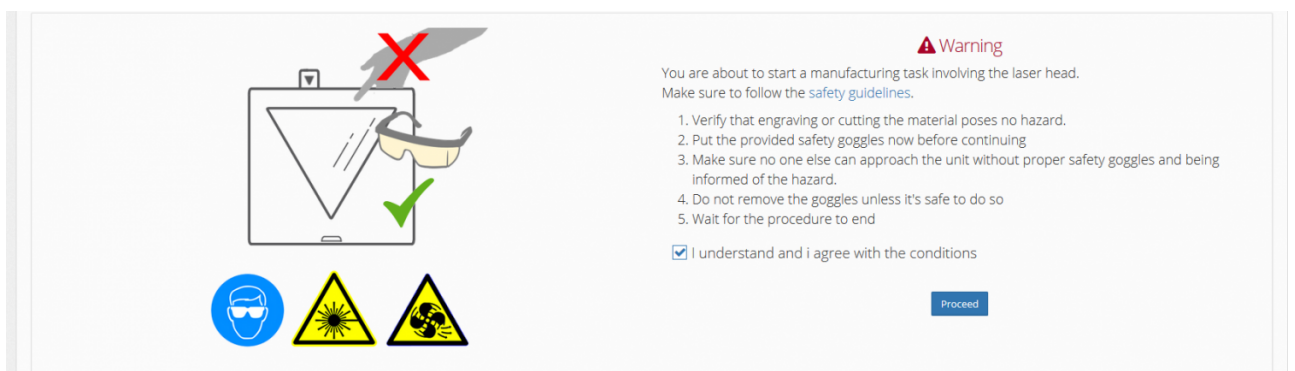 Warning
You are about to start a manufacturing task involving the laser head.
Make sure to follow the safety guidelines.
1. Verify that engraving or cutting the material poses no hazard.
2. Put the provided safety goggles now before continuing
3. Make sure no one else can approach the unit without proper safety goggles and being
informed of the hazard.
4. Do not remove the goggles unless it's safe to do so
5. Wait for the procedure to end
I understand and i agree with the conditions
Proceed